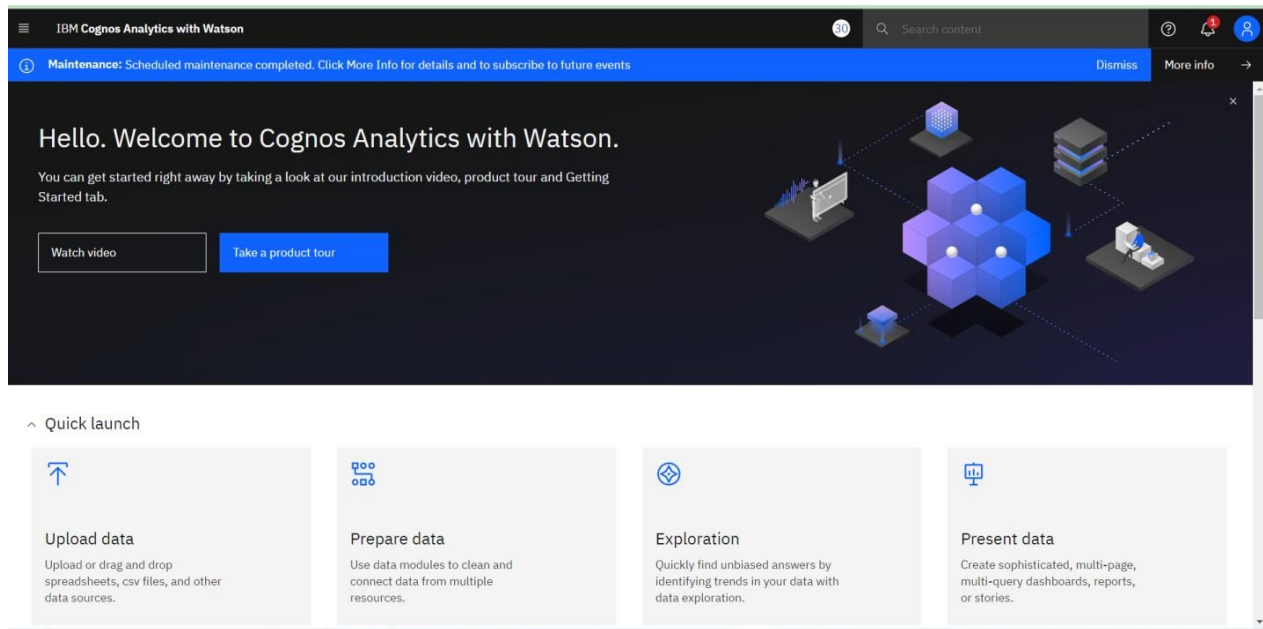 IBM Cognos Analytics with Watson
30
Search content
1
Maintenance: Scheduled maintenance completed. Click More Info for details and to subscribe to future events
Dismiss
More info
Hello. Welcome to Cognos Analytics with Watson.
You can get started right away by taking a look at our introduction video, product tour and Getting
Started tab.
Watch video
Take a product tour
Quick launch
Upload data
Upload or drag and drop
spreadsheets, csv files, and other
data sources.
Prepare data
Use data modules to clean and
connect data from multiple
resources.
Exploration
Quickly find unbiased answers by
identifying trends in your data with
data exploration.
Present data
Create sophisticated, multi-page,
multi-query dashboards, reports,
or stories.